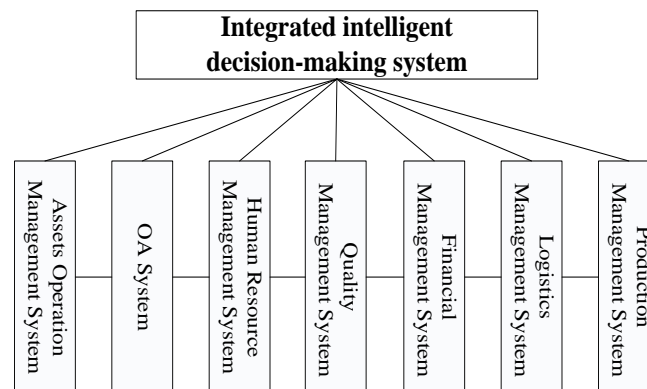 Integrated intelligent
decision-making system
Assets Operation
Management System
OA System
Human Resource
Management System
Quality
Management System
Financial
Management System
Logistics
Management System
Production
Management System